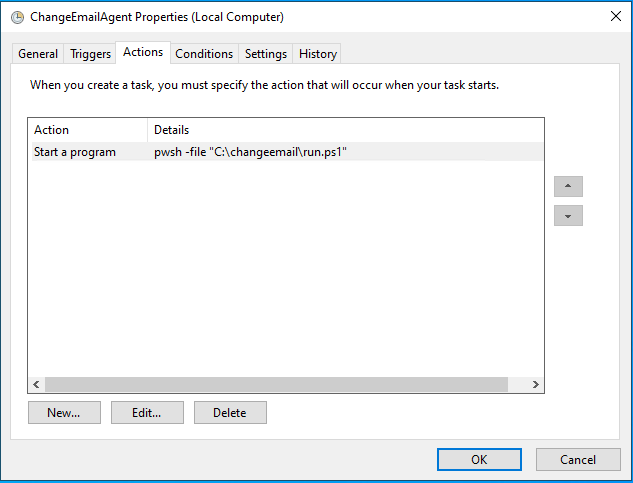 ChangeEmailAgent Properties (Local Computer)
General Triggers Actions Conditions Settings History
When you create a task, you must specify the action that will occur when your task starts.
Action Details
Start a program pwsh -file "C:\changeemail\run.ps1"
New... Edit... Delete
OK Cancel